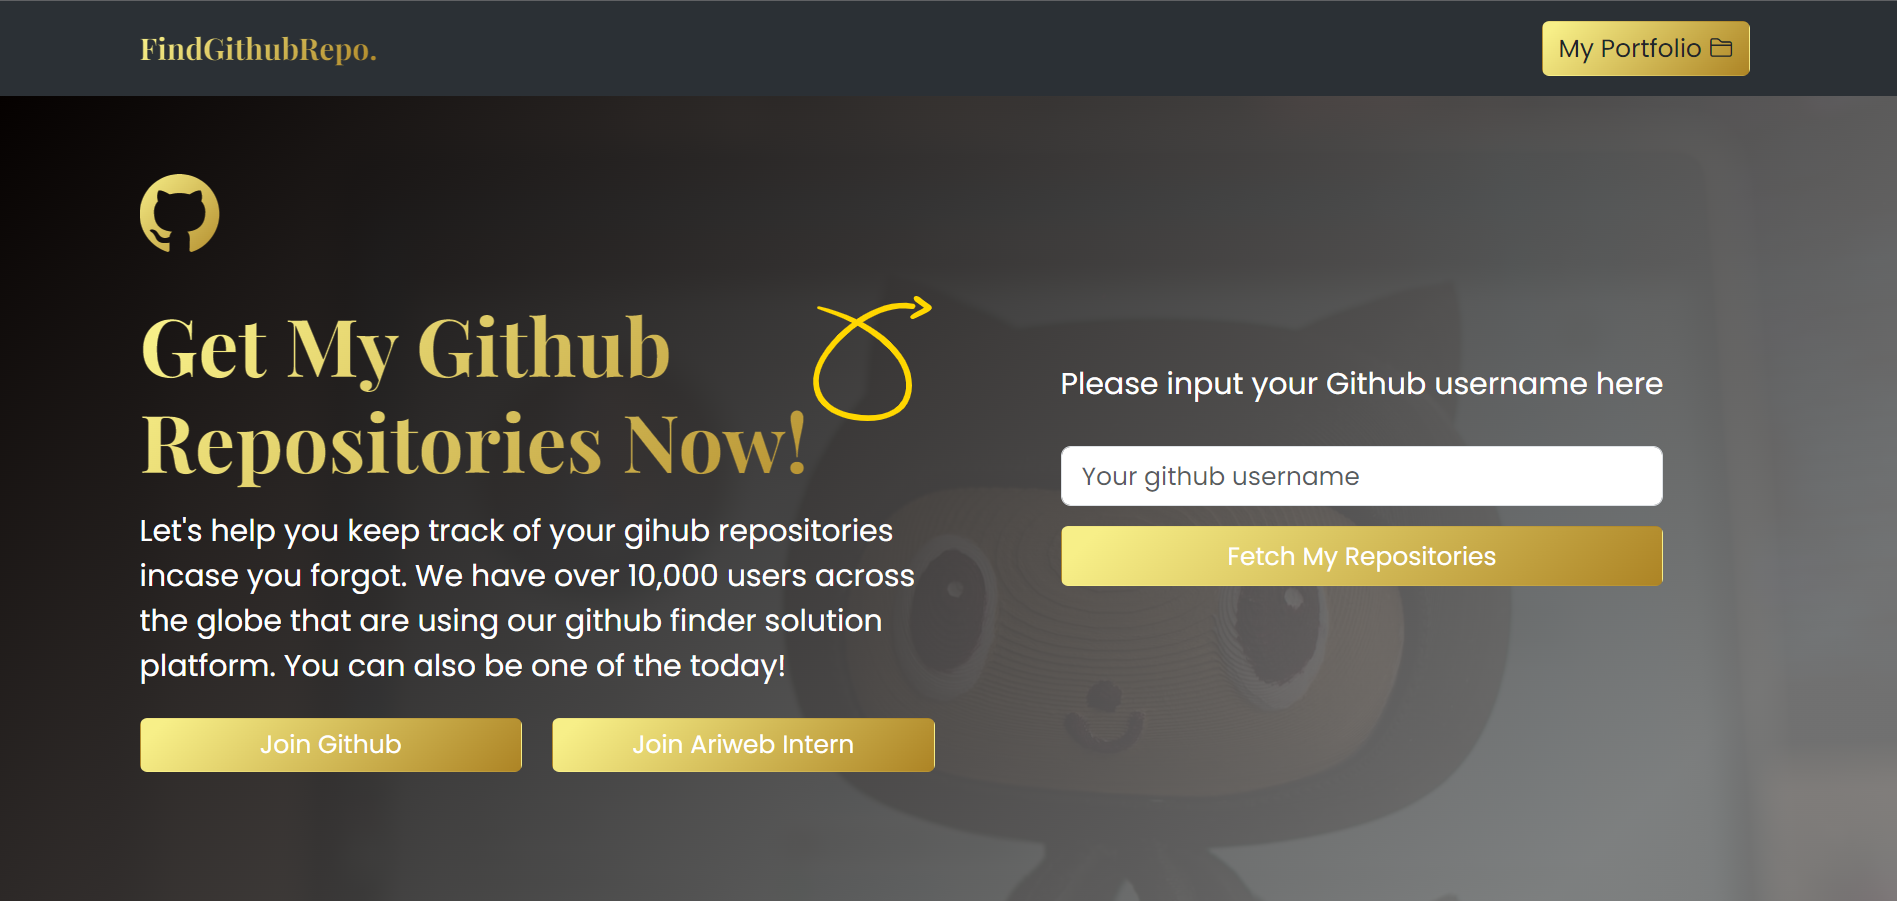 FindGithubRepo.
My Portfolio
Get My Github
Repositories Now!
Let's help you keep track of your gihub repositories
incase you forgot. We have over 10,000 users across
the globe that are using our github finder solution
platform. You can also be one of the today!
Join Github
Join Ariweb Intern
Please input your Github username here
Your github username
Fetch My Repositories